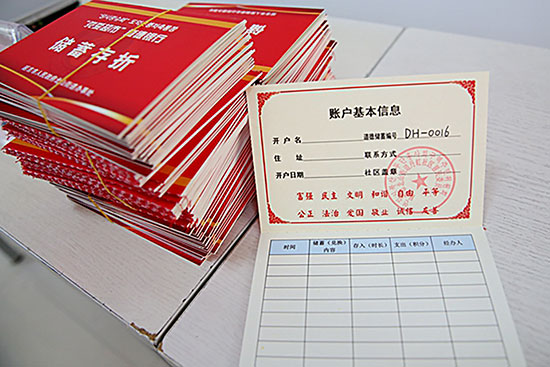 储蓄存折
账户基本信息
开户名
道德储蓄编号 DH-0016
住 址
联系方式
开户日期
社区盖章
富强 民主 文明 和谐 自由 平等
公正 法治 爱国 敬业 诚信 友善
时间 储蓄（兑换）内容 存入（时长） 支出（积分） 经办人